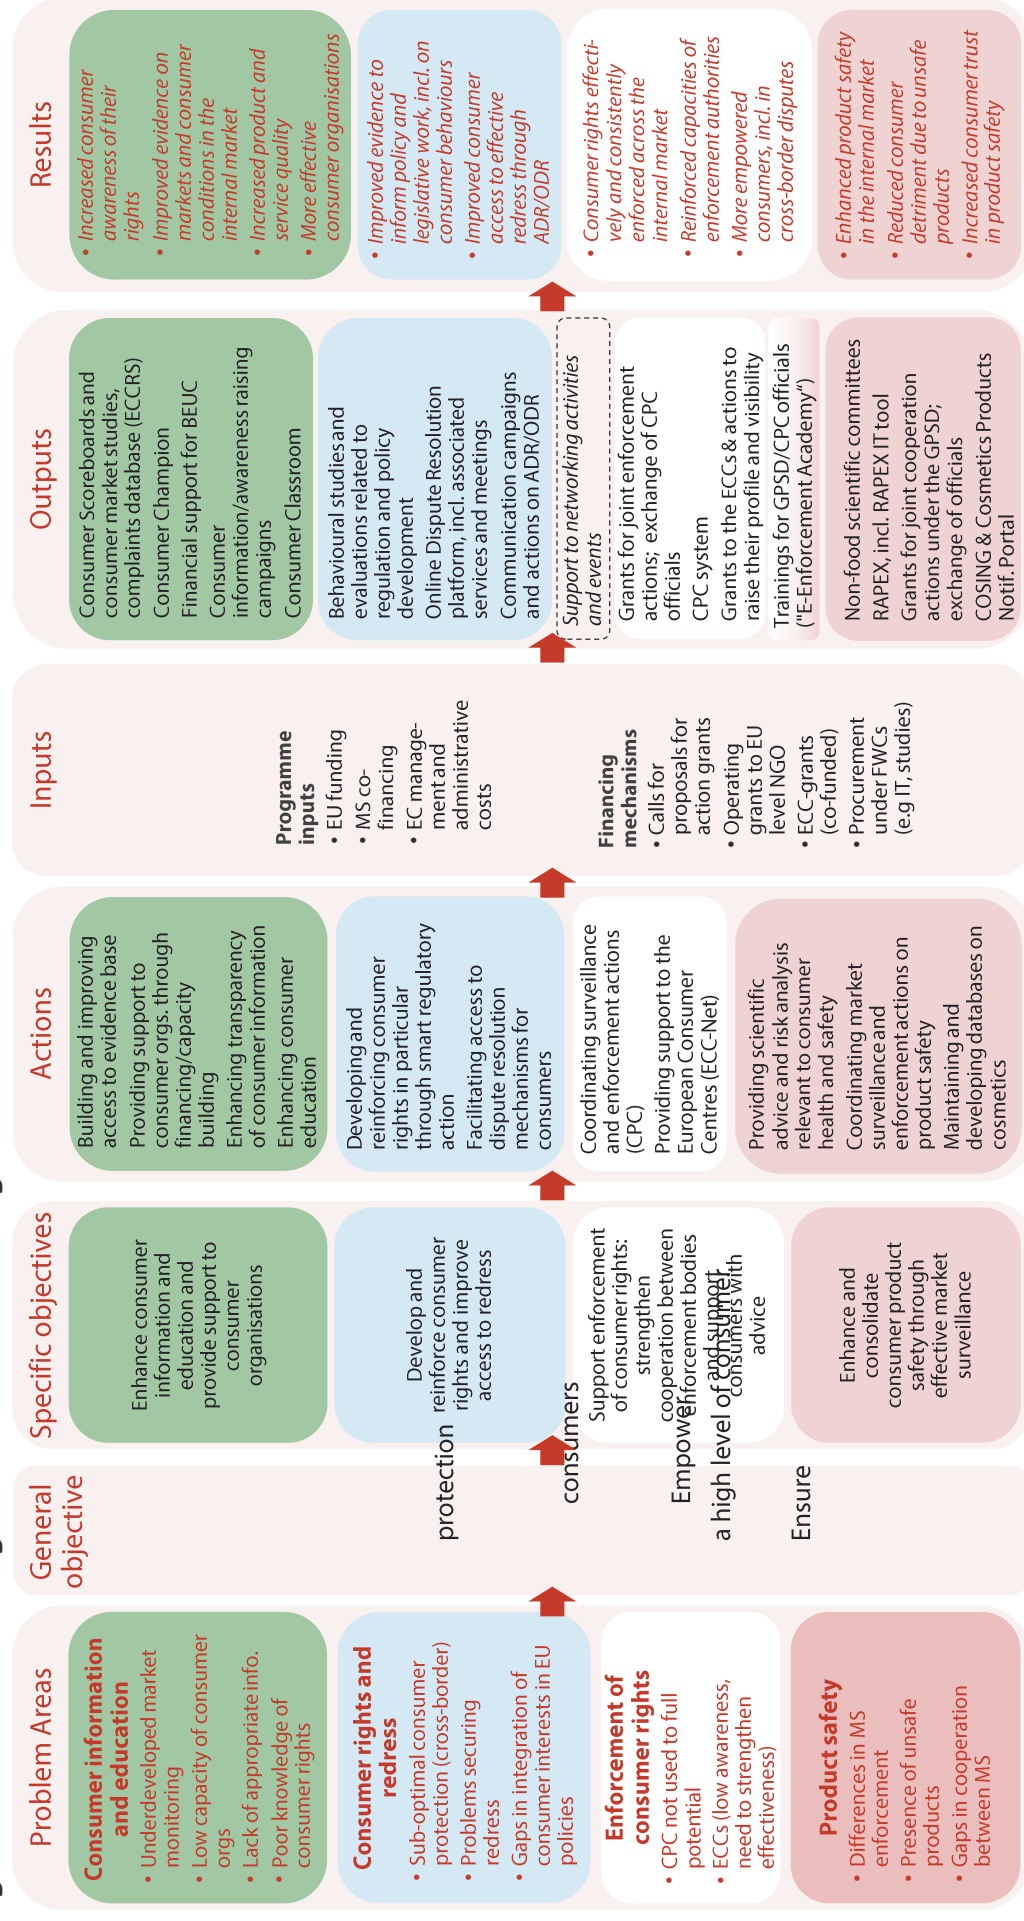 Problem Areas
Consumer information
and education
• Underdeveloped market
monitoring
• Low capacity of consumer
orgs
• Lack of appropriate info.
• Poor knowledge of
consumer rights
Consumer rights and
redress
• Sub-optimal consumer
protection (cross-border)
• Problems securing
redress
• Gaps in integration of
consumer interests in EU
policies
Enforcement of
consumer rights
• CPC not used to full
potential
• ECCs (low awareness,
need to strengthen
effectiveness)
Product safety
• Differences in MS
enforcement
• Presence of unsafe
products
• Gaps in cooperation
between MS
General
objective
protection
consumers
Empower
a high level of consumer
Ensure
Specific objectives
Enhance consumer
information and
education and
provide support to
consumer
organisations
Develop and
reinforce consumer
rights and improve
access to redress
Support enforcement
of consumer rights:
strengthen
cooperation between
enforcement bodies
and support
consumers with
advice
Enhance and
consolidate
consumer product
safety through
effective market
surveillance
Actions
Building and improving
access to evidence base
Providing support to
consumer orgs. through
financing/capacity
building
Enhancing transparency
of consumer information
Enhancing consumer
education
Developing and
reinforcing consumer
rights in particular
through smart regulatory
action
Facilitating access to
dispute resolution
mechanisms for
consumers
Coordinating surveillance
and enforcement actions
(CPC)
Providing support to the
European Consumer
Centres (ECC-Net)
Providing scientific
advice and risk analysis
relevant to consumer
health and safety
Coordinating market
surveillance and
enforcement actions on
product safety
Maintaining and
developing databases on
cosmetics
Inputs
Programme
inputs
• EU funding
• MS co-
financing
• EC manage-
ment and
administrative
costs
Financing
mechanisms
• Calls for
proposals for
action grants
• Operating
grants to EU
level NGO
• ECC-grants
(co-funded)
• Procurement
under FWCs
(e.g IT, studies)
Outputs
Consumer Scoreboards and
consumer market studies,
complaints database (ECCRS)
Consumer Champion
Financial support for BEUC
Consumer
information/awareness raising
campaigns
Consumer Classroom
Behavioural studies and
evaluations related to
regulation and policy
development
Online Dispute Resolution
platform, incl. associated
services and meetings
Communication campaigns
and actions on ADR/ODR
Support to networking activities
and events
Grants for joint enforcement
actions; exchange of CPC
officials
CPC system
Grants to the ECCs & actions to
raise their profile and visibility
Trainings for GPSD/CPC officials
("E-Enforcement Academy“)
Non-food scientific committees
RAPEX, incl. RAPEX IT tool
Grants for joint cooperation
actions under the GPSD;
exchange of officials
COSING & Cosmetics Products
Notif. Portal
Results
• Increased consumer
awareness of their
rights
• Improved evidence on
markets and consumer
conditions in the
internal market
• Increased product and
service quality
• More effective
consumer organisations
• Improved evidence to
inform policy and
legislative work, incl. on
consumer behaviours
• Improved consumer
access to effective
redress through
ADR/ODR
• Consumer rights effecti-
vely and consistently
enforced across the
internal market
• Reinforced capacities of
enforcement authorities
• More empowered
consumers, incl. in
cross-border disputes
• Enhanced product safety
in the internal market
• Reduced consumer
detriment due to unsafe
products
• Increased consumer trust
in product safety